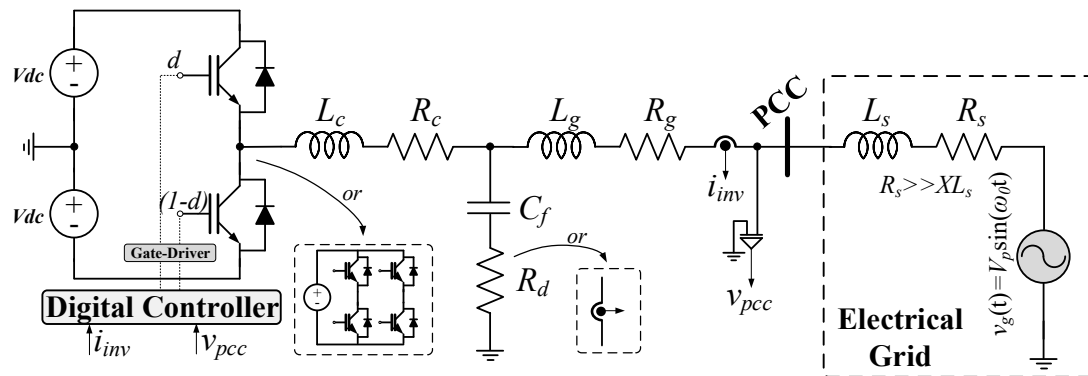 Vdc
+
-
d
L_c
R_c
L_g
R_g
PCC
L_s
R_s
R_s>>XL_s
i_inv
Vdc
+
-
(1-d)
or
C_f
or
R_d
v_pcc
v_g(t)=V_p sin(ω_0t)
Gate-Driver
Digital Controller
i_inv
v_pcc
+
-
Electrical
Grid